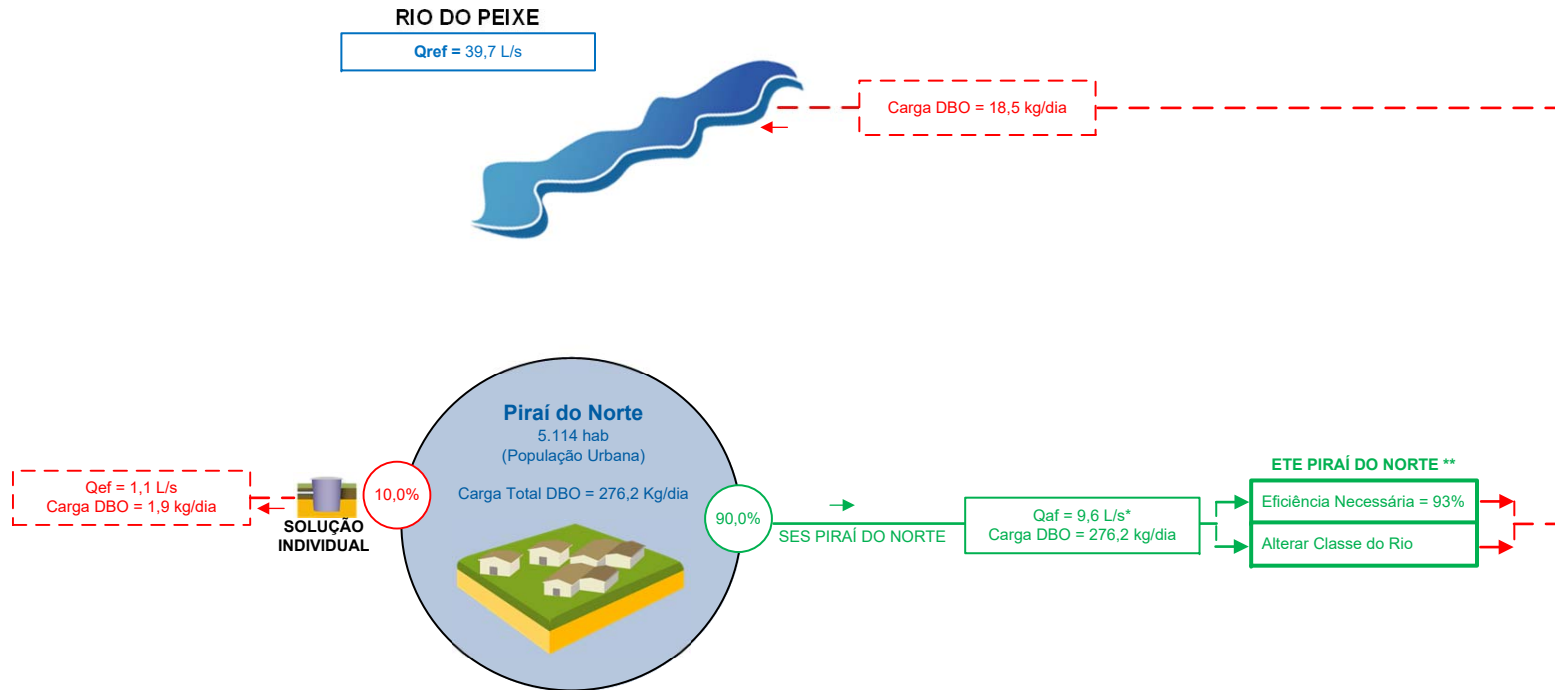 RIO DO PEIXE
Qref = 39,7 L/s
Carga DBO = 18,5 kg/dia
Piraí do Norte
5.114 hab
(População Urbana)
Carga Total DBO = 276,2 Kg/dia
10,0%
90,0%
Qef = 1,1 L/s
Carga DBO = 1,9 kg/dia
SOLUÇÃO
INDIVIDUAL
SES PIRAÍ DO NORTE
Qaf = 9,6 L/s*
Carga DBO = 276,2 kg/dia
ETE PIRAÍ DO NORTE **
Eficiência Necessária = 93%
Alterar Classe do Rio